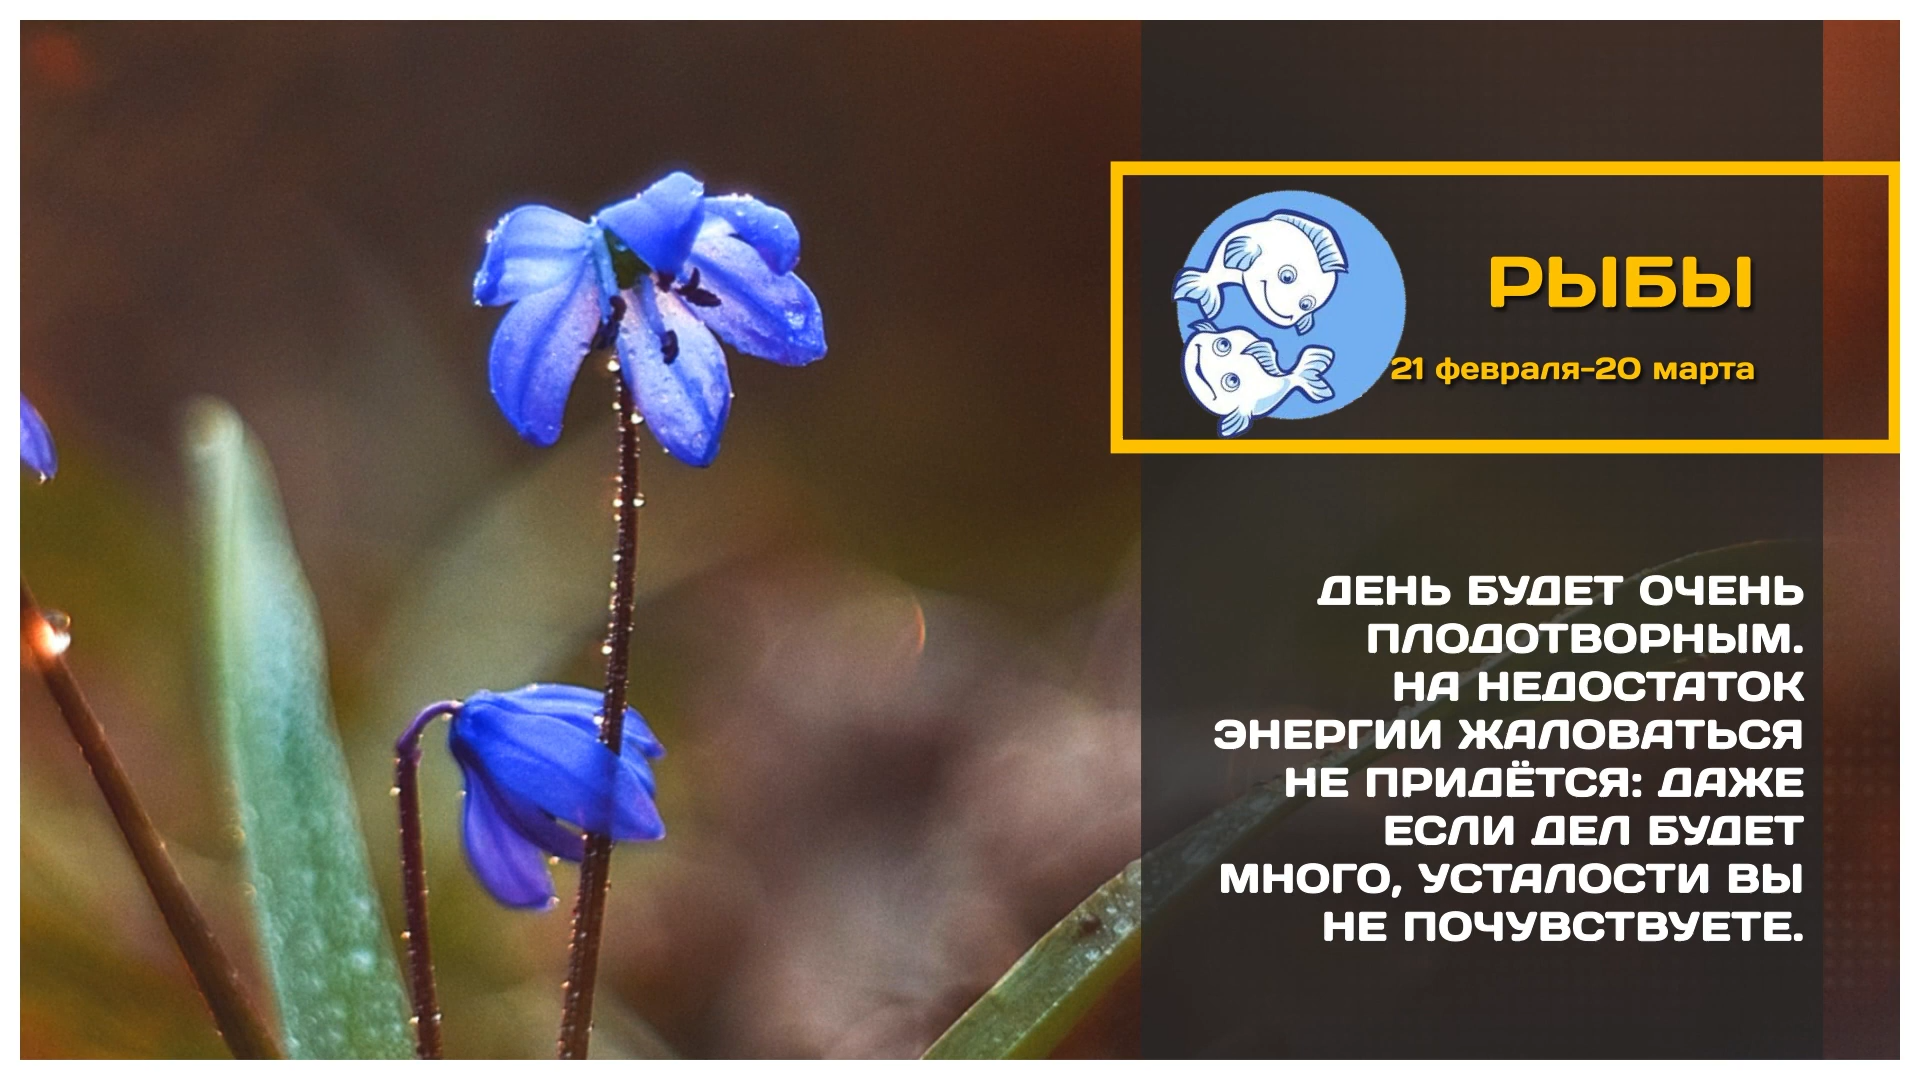 РЫБЫ
21 февраля-20 марта
ДЕНЬ БУДЕТ ОЧЕНЬ
ПЛОДОТВОРНЫМ.
НА НЕДОСТАТОК
ЭНЕРГИИ ЖАЛОВАТЬСЯ
НЕ ПРИДЁТСЯ: ДАЖЕ
ЕСЛИ ДЕЛ БУДЕТ
МНОГО, УСТАЛОСТИ ВЫ
НЕ ПОЧУВСТВУЕТЕ.